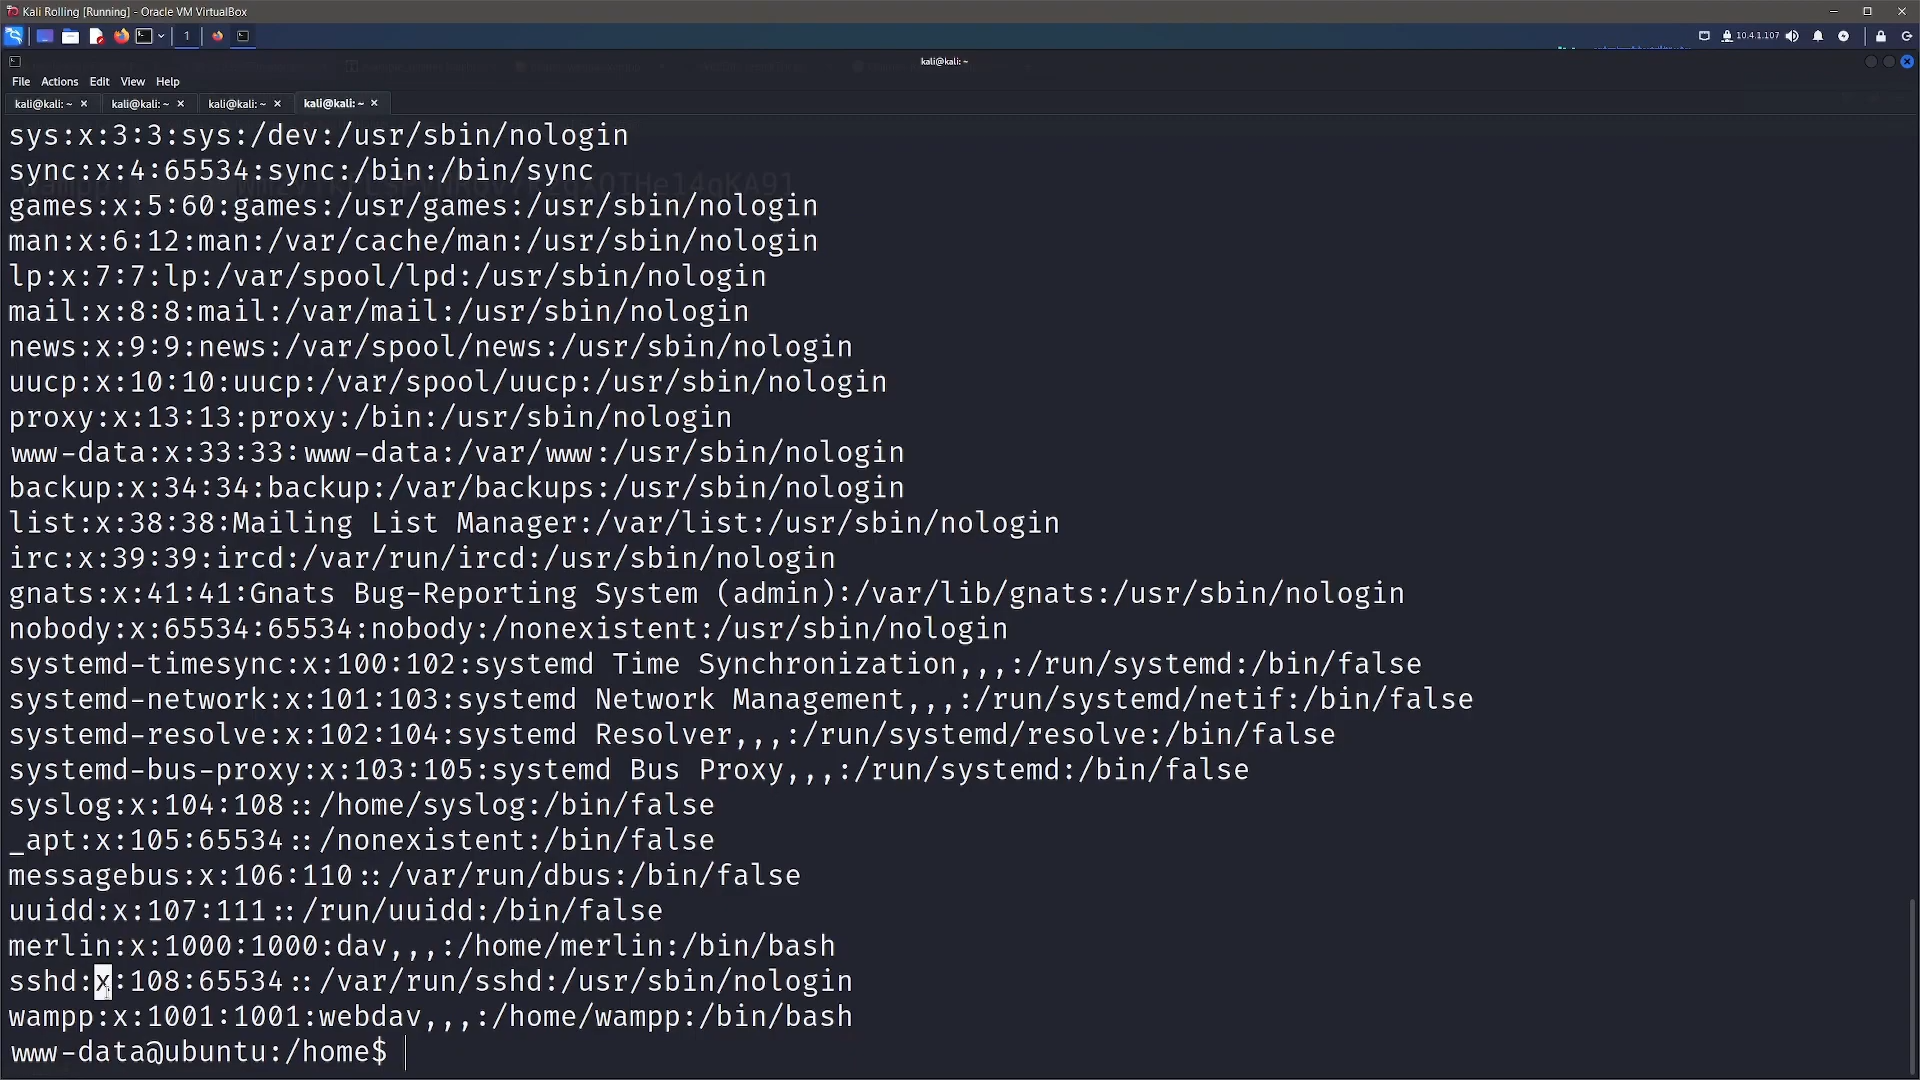 Kali Rolling [Running] - Oracle VM VirtualBox
1
10.4.1.107
kali@kali: ~
File Actions Edit View Help
kali@kali: ~ × kali@kali: ~ × kali@kali: ~ × kali@kali: ~ ×
sys:x:3:3:sys:/dev:/usr/sbin/nologin
sync:x:4:65534:sync:/bin:/bin/sync
games:x:5:60:games:/usr/games:/usr/sbin/nologin
man:x:6:12:man:/var/cache/man:/usr/sbin/nologin
lp:x:7:7:lp:/var/spool/lpd:/usr/sbin/nologin
mail:x:8:8:mail:/var/mail:/usr/sbin/nologin
news:x:9:9:news:/var/spool/news:/usr/sbin/nologin
uucp:x:10:10:uucp:/var/spool/uucp:/usr/sbin/nologin
proxy:x:13:13:proxy:/bin:/usr/sbin/nologin
www-data:x:33:33:www-data:/var/www:/usr/sbin/nologin
backup:x:34:34:backup:/var/backups:/usr/sbin/nologin
list:x:38:38:Mailing List Manager:/var/list:/usr/sbin/nologin
irc:x:39:39:ircd:/var/run/ircd:/usr/sbin/nologin
gnats:x:41:41:Gnats Bug-Reporting System (admin):/var/lib/gnats:/usr/sbin/nologin
nobody:x:65534:65534:nobody:/nonexistent:/usr/sbin/nologin
systemd-timesync:x:100:102:systemd Time Synchronization,,,:/run/systemd:/bin/false
systemd-network:x:101:103:systemd Network Management,,,:/run/systemd/netif:/bin/false
systemd-resolve:x:102:104:systemd Resolver,,,:/run/systemd/resolve:/bin/false
systemd-bus-proxy:x:103:105:systemd Bus Proxy,,,:/run/systemd:/bin/false
syslog:x:104:108::/home/syslog:/bin/false
_apt:x:105:65534::/nonexistent:/bin/false
messagebus:x:106:110::/var/run/dbus:/bin/false
uuidd:x:107:111::/run/uuidd:/bin/false
merlin:x:1000:1000:dav,,,:/home/merlin:/bin/bash
sshd:x:108:65534::/var/run/sshd:/usr/sbin/nologin
wampp:x:1001:1001:webdav,,,:/home/wampp:/bin/bash
www-data@ubuntu:/home$